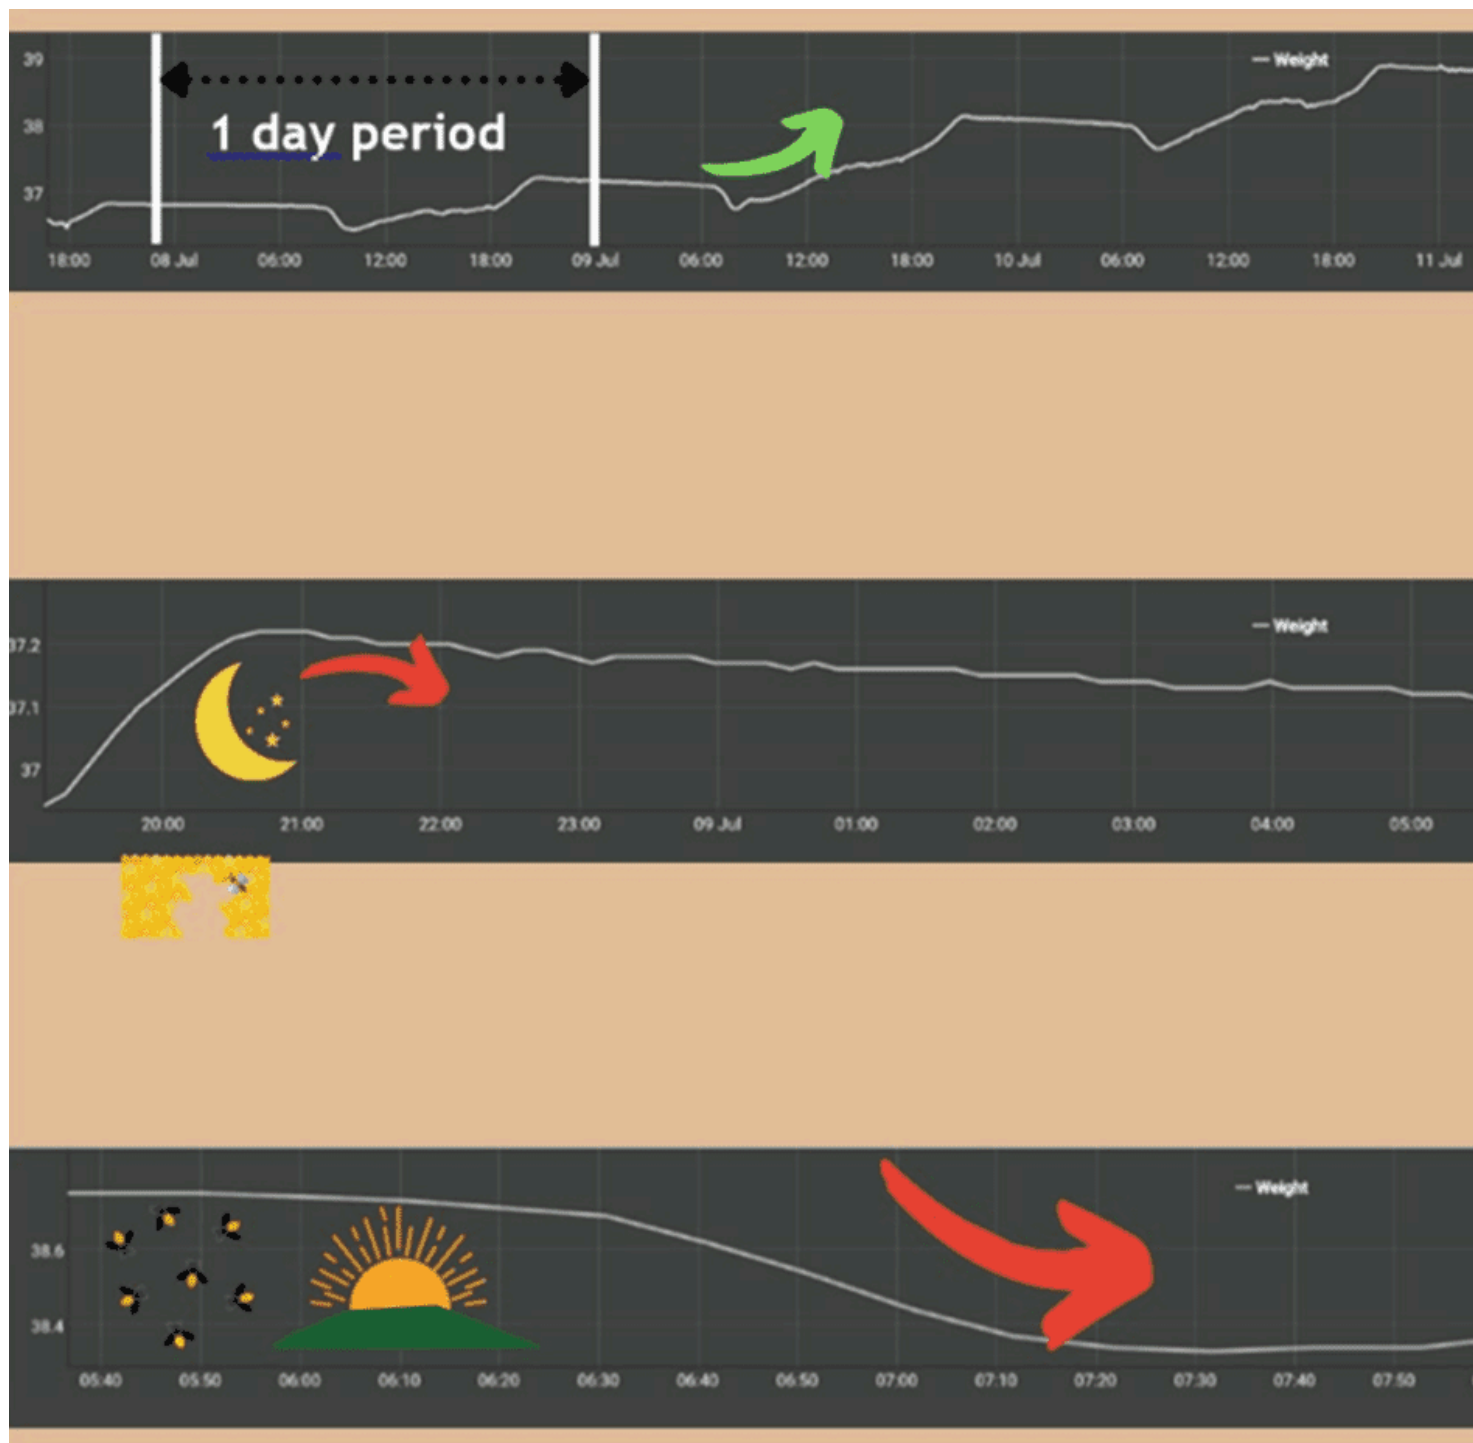 39
Weight
1 day period
38
37
18:00 08 Jul 06:00 12:00 18:00 09 Jul 06:00 12:00 18:00 10 Jul 06:00 12:00 18:00 11 Jul
Weight
37.2
37.1
37
20:00 21:00 22:00 23:00 09 Jul 01:00 02:00 03:00 04:00 05:00
Weight
38.6
38.4
05:40 05:50 06:00 06:10 06:20 06:30 06:40 06:50 07:00 07:10 07:20 07:30 07:40 07:50